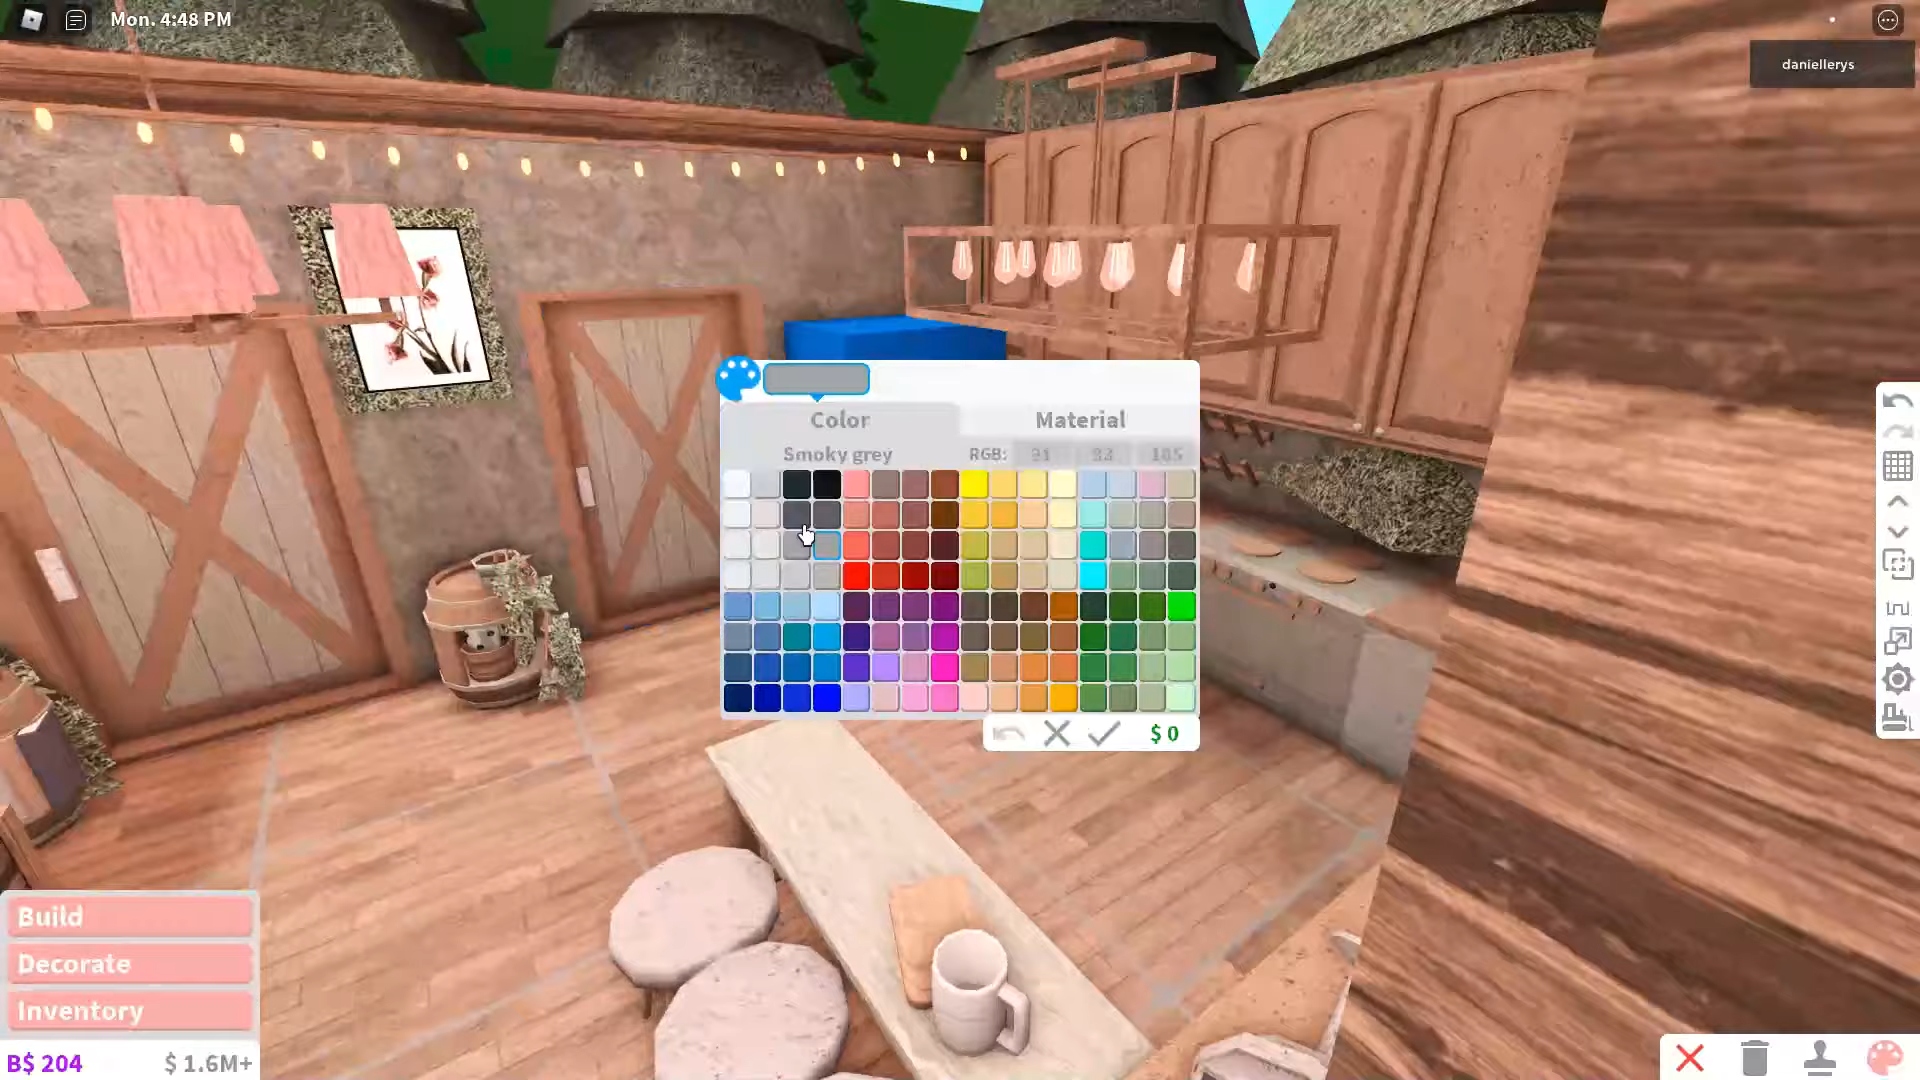 Mon. 4:48 PM
daniellerys
Color
Material
Smoky grey
RGB: 91 93 105
Build
Decorate
Inventory
B$ 204
$ 1.6M+
$ 0